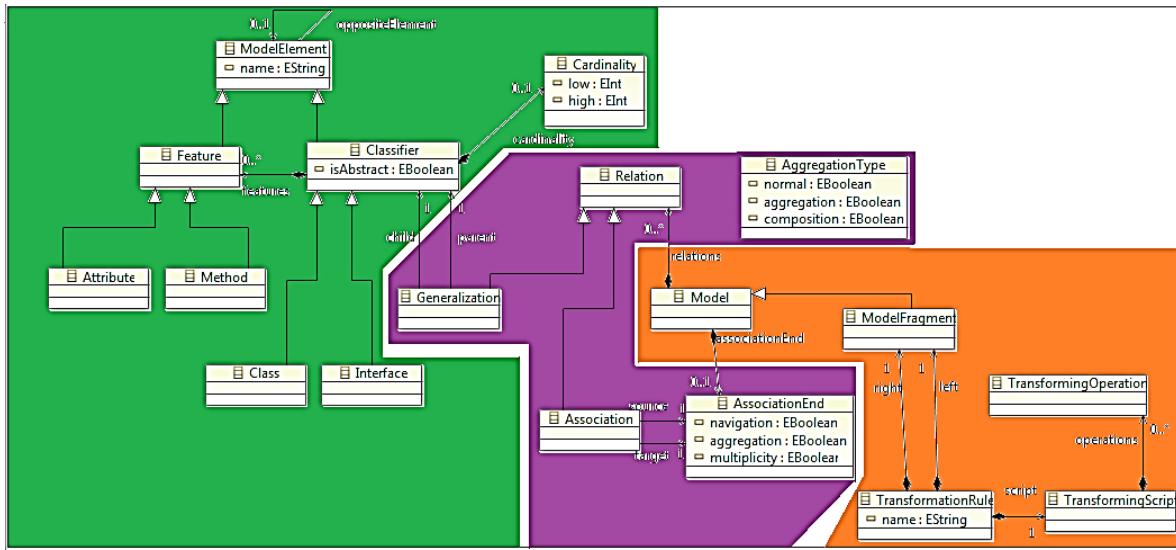 0..1
oppositeElement
ModelElement
name : EString
Cardinality
low : EInt
high : EInt
0..1
cardinality
Feature
0..*
features
Classifier
isAbstract : EBoolean
1
1
child
parent
Relation
0..*
relations
AggregationType
normal : EBoolean
aggregation : EBoolean
composition : EBoolean
Attribute
Method
Generalization
Model
associationEnd
0..1
ModelFragment
1
1
right
left
Class
Interface
TransformingOperation
0..*
operations
Association
source
target
AssociationEnd
navigation : EBoolean
aggregation : EBoolean
multiplicity : EBoolean
TransformationRule
name : EString
script
1
TransformingScript